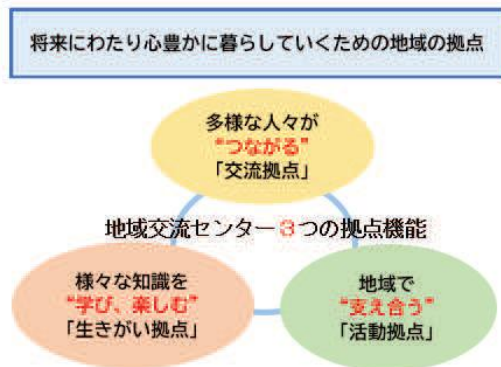 将来にわたり心豊かに暮らしていくための地域の拠点
多様な人々が
“つながる”
「交流拠点」
地域交流センター3つの拠点機能
様々な知識を
“学び、楽しむ”
「生きがい拠点」
地域で
“支え合う”
「活動拠点」